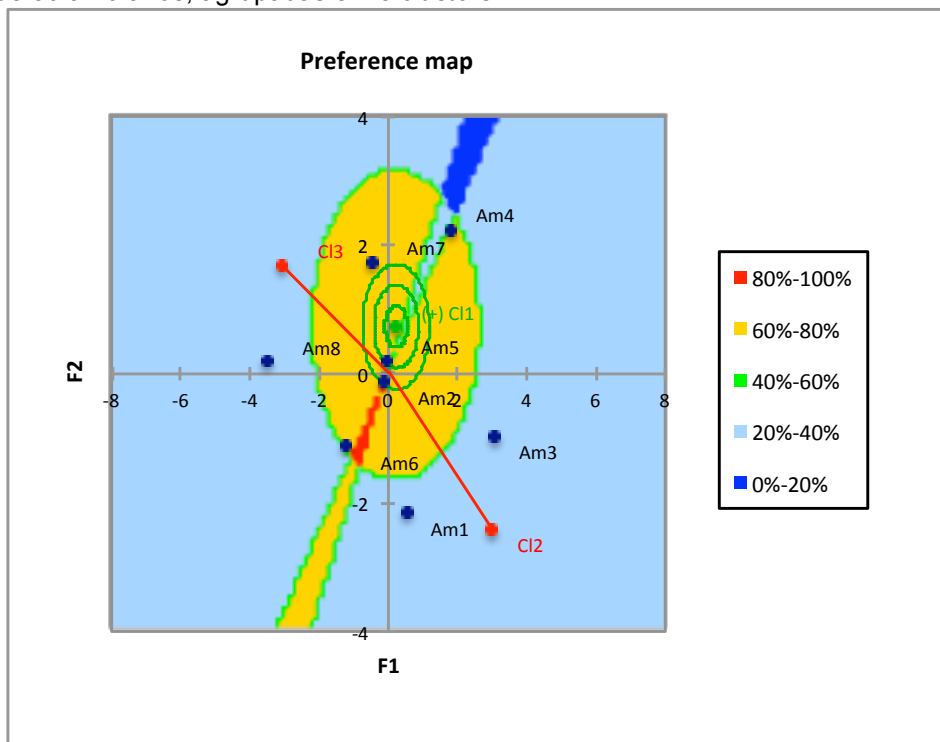 Preference map
4
Am4
2
Am7
Cl3
80%-100%
(+) Cl1
60%-80%
Am8
Am5
F2
0
40%-60%
-8 -6 -4 -2 0 2 4 6 8
Am2
20%-40%
Am3
Am6
0%-20%
-2
Am1
Cl2
-4
F1